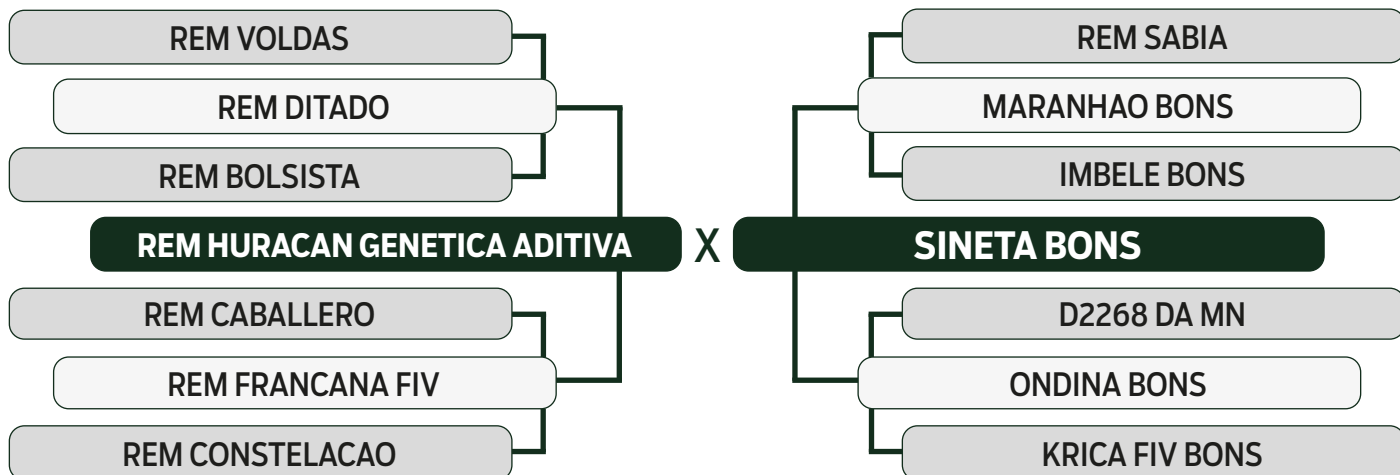 REM VOLDAS
REM SABIA
REM DITADO
MARANHAO BONS
REM BOLSISTA
IMBELE BONS
REM HURACAN GENETICA ADITIVA X SINETA BONS
REM CABALLERO
D2268 DA MN
REM FRANCANA FIV
ONDINA BONS
REM CONSTELACAO
KRICA FIV BONS